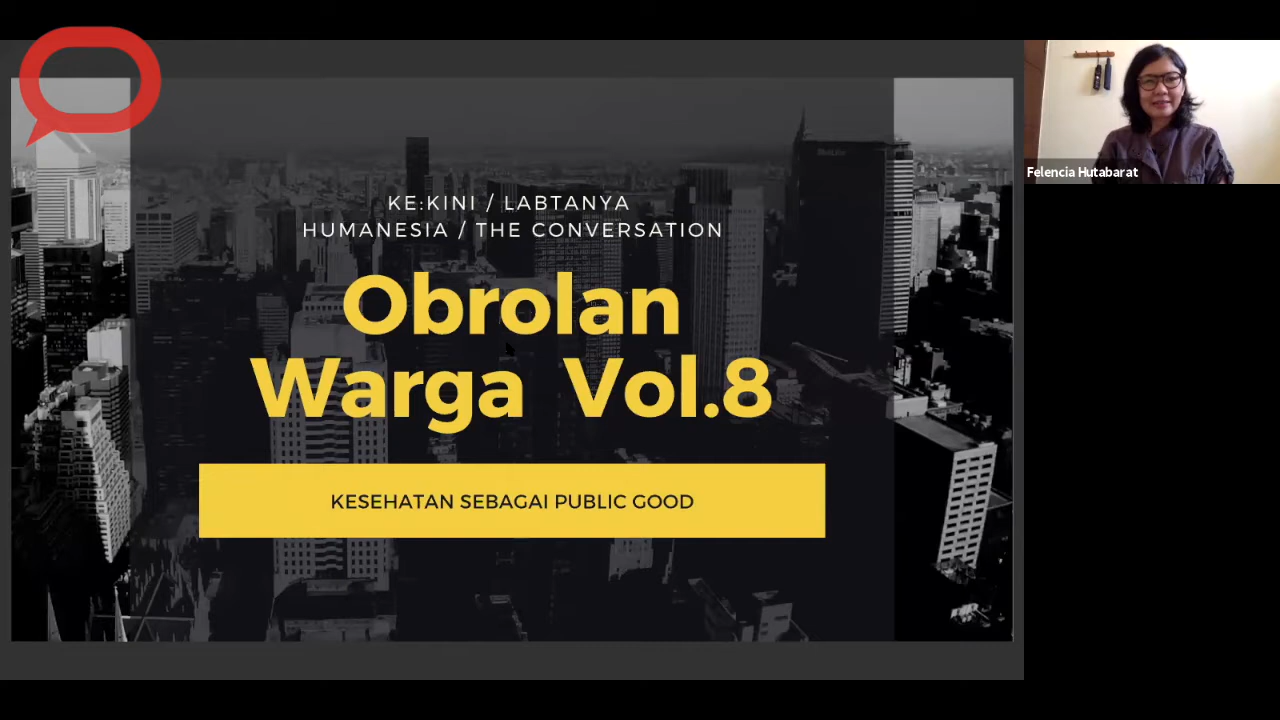 KE:KINI / LABTANYA
HUMANESIA / THE CONVERSATION
Obrolan
Warga Vol.8
KESEHATAN SEBAGAI PUBLIC GOOD
Felencia Hutabarat